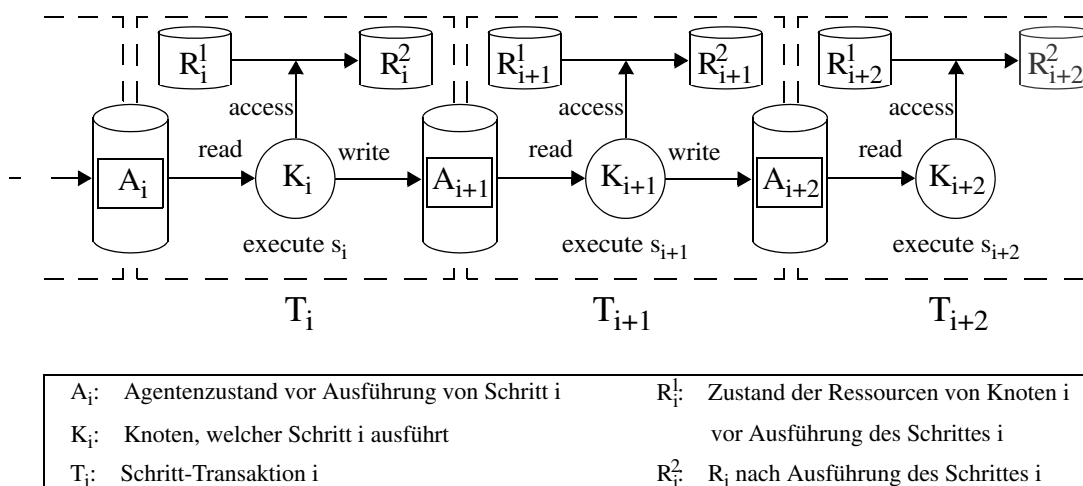 R_i^1 R_i^2 R_{i+1}^1 R_{i+1}^2 R_{i+2}^1 R_{i+2}^2
access access access
read write read write read
A_i K_i A_{i+1} K_{i+1} A_{i+2} K_{i+2}
execute s_i execute s_{i+1} execute s_{i+2}
T_i T_{i+1} T_{i+2}
A_i: Agentenzustand vor Ausführung von Schritt i R_i^1: Zustand der Ressourcen von Knoten i
K_i: Knoten, welcher Schritt i ausführt vor Ausführung des Schrittes i
T_i: Schritt-Transaktion i R_i^2: R_i nach Ausführung des Schrittes i